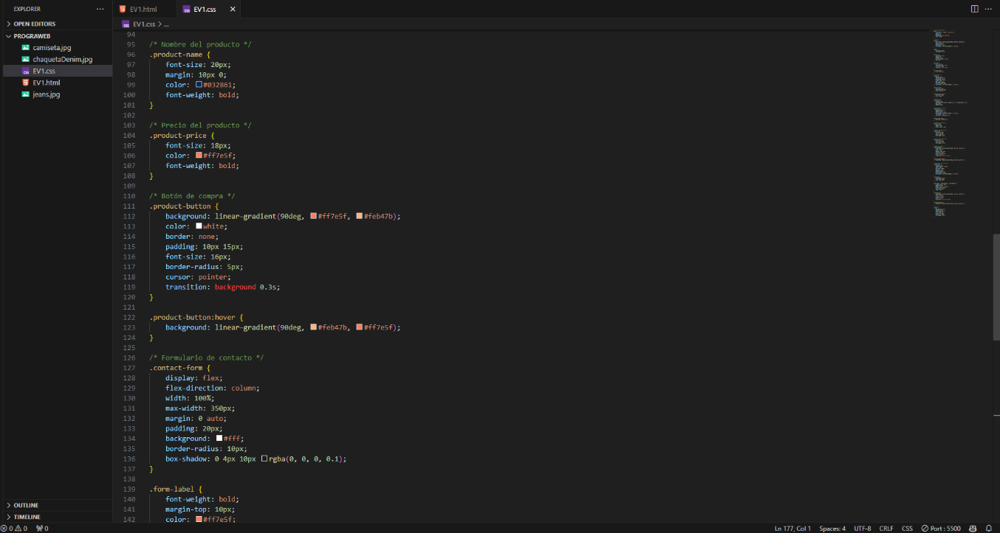 EXPLORER
OPEN EDITORS
PROGRAWEB
camiseta.jpg
chaquetaDenim.jpg
EV1.css
EV1.html
jeans.jpg
OUTLINE
TIMELINE
EV1.html
EV1.css
EV1.css > ...
94
95 /* Nombre del producto */
96 .product-name {
97 font-size: 20px;
98 margin: 10px 0;
99 color: #032861;
100 font-weight: bold;
101 }
102
103 /* Precio del producto */
104 .product-price {
105 font-size: 18px;
106 color: #ff7e5f;
107 font-weight: bold;
108 }
109
110 /* Botón de compra */
111 .product-button {
112 background: linear-gradient(90deg, #ff7e5f, #feb47b);
113 color: white;
114 border: none;
115 padding: 10px 15px;
116 font-size: 16px;
117 border-radius: 5px;
118 cursor: pointer;
119 transition: background 0.3s;
120 }
121
122 .product-button:hover {
123 background: linear-gradient(90deg, #feb47b, #ff7e5f);
124 }
125
126 /* Formulario de contacto */
127 .contact-form {
128 display: flex;
129 flex-direction: column;
130 width: 100%;
131 max-width: 350px;
132 margin: 0 auto;
133 padding: 20px;
134 background: #fff;
135 border-radius: 10px;
136 box-shadow: 0 4px 10px rgba(0, 0, 0, 0.1);
137 }
138
139 .form-label {
140 font-weight: bold;
141 margin-top: 10px;
142 color: #ff7e5f;
0 0 0 Ln 177, Col 1 Spaces: 4 UTF-8 CRLF CSS Port : 5500